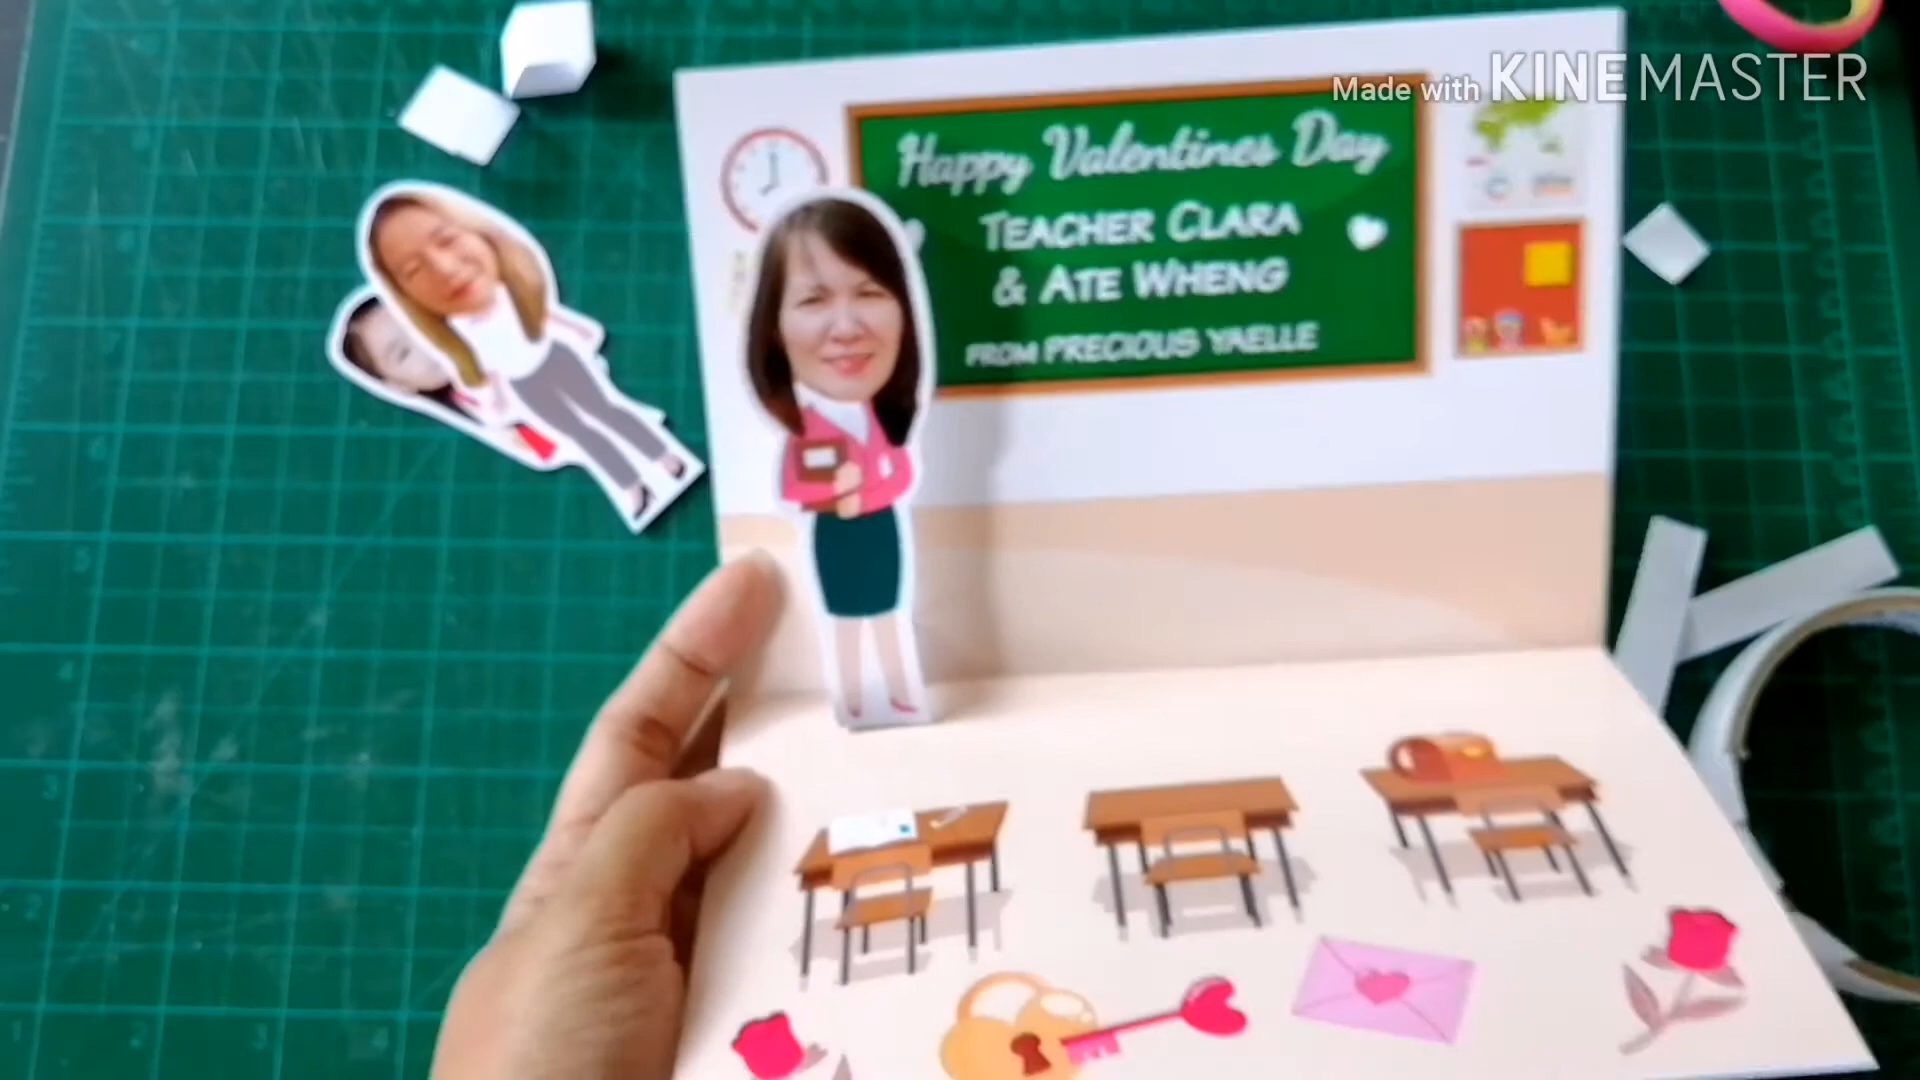 Made with KINEMASTER
Happy Valentines Day
TEACHER CLARA
& ATE WHENG
FROM PRECIOUS YAELLE